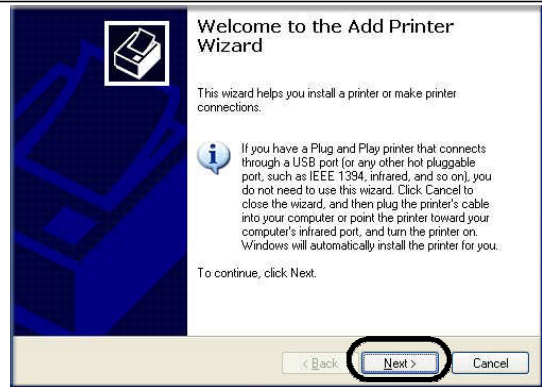 Welcome to the Add Printer
Wizard
This wizard helps you install a printer or make printer
connections.
If you have a Plug and Play printer that connects
through a USB port (or any other hot pluggable
port, such as IEEE 1394, infrared, and so on), you
do not need to use this wizard. Click Cancel to
close the wizard, and then plug the printer's cable
into your computer or point the printer toward your
computer's infrared port, and turn the printer on.
Windows will automatically install the printer for you.
To continue, click Next.
< Back Next > Cancel